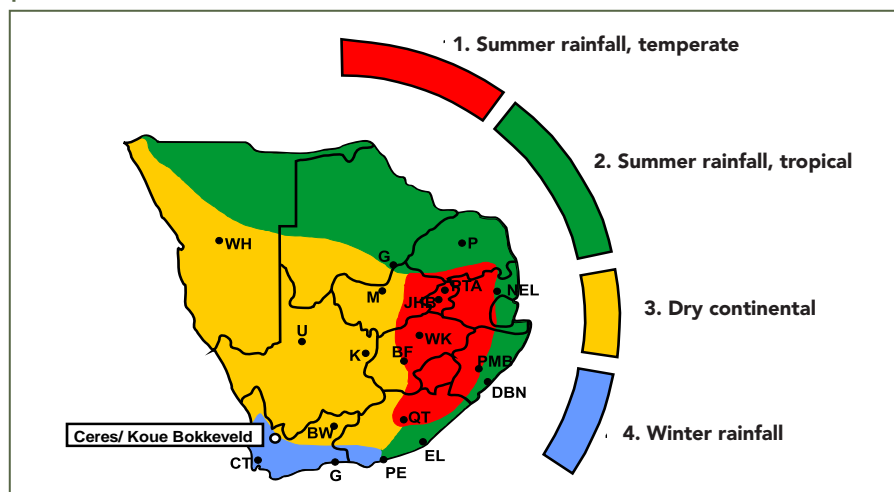 1. Summer rainfall, temperate
2. Summer rainfall, tropical
WH
P
G
PTA
NEL
M
JHB
U
WK
K
BF
PMB
3. Dry continental
DBN
QT
BW
Ceres/ Koue Bokkeveld
EL
4. Winter rainfall
CT
G
PE